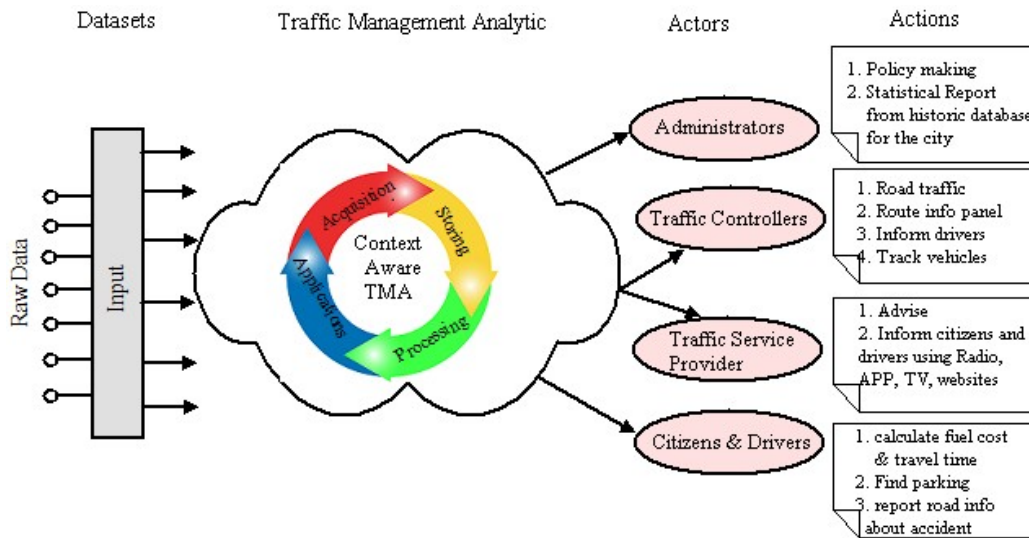 Datasets
Traffic Management Analytic
Actors
Actions
Raw Data
Input
Acquisition
Storing
Processing
Applications
Context
Aware
TMA
Administrators
Traffic Controllers
Traffic Service
Provider
Citizens & Drivers
1. Policy making
2. Statistical Report
from historic database
for the city
1. Road traffic
2. Route info panel
3. Inform drivers
4. Track vehicles
1. Advise
2. Inform citizens and
drivers using Radio,
APP, TV, websites
1. calculate fuel cost
& travel time
2. Find parking
3. report road info
about accident